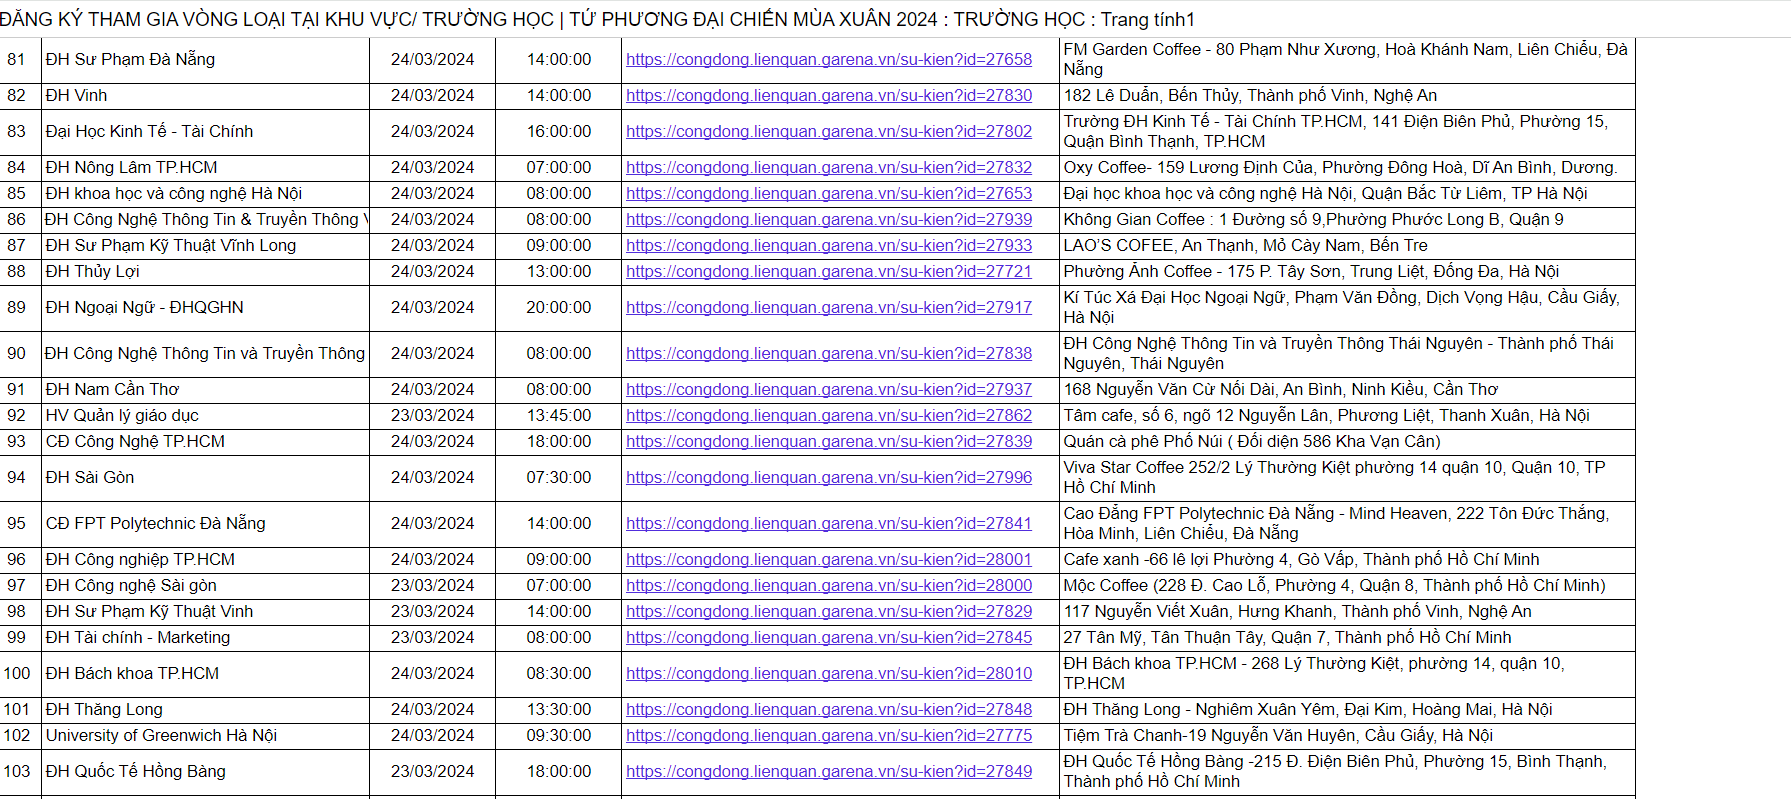 ĐĂNG KÝ THAM GIA VÒNG LOẠI TẠI KHU VỰC/ TRƯỜNG HỌC | TỨ PHƯƠNG ĐẠI CHIẾN MÙA XUÂN 2024 : TRƯỜNG HỌC : Trang tính1
81 ĐH Sư Phạm Đà Nẵng 24/03/2024 14:00:00 https://congdong.lienquan.garena.vn/su-kien?id=27658 FM Garden Coffee - 80 Phạm Như Xương, Hoà Khánh Nam, Liên Chiểu, Đà
Nẵng
82 ĐH Vinh 24/03/2024 14:00:00 https://congdong.lienquan.garena.vn/su-kien?id=27830 182 Lê Duẩn, Bến Thủy, Thành phố Vinh, Nghệ An
83 Đại Học Kinh Tế - Tài Chính 24/03/2024 16:00:00 https://congdong.lienquan.garena.vn/su-kien?id=27802 Trường ĐH Kinh Tế - Tài Chính TP.HCM, 141 Điện Biên Phủ, Phường 15,
Quận Bình Thạnh, TP.HCM
84 ĐH Nông Lâm TP.HCM 24/03/2024 07:00:00 https://congdong.lienquan.garena.vn/su-kien?id=27832 Oxy Coffee- 159 Lương Định Của, Phường Đông Hoà, Dĩ An Bình, Dương.
85 ĐH khoa học và công nghệ Hà Nội 24/03/2024 08:00:00 https://congdong.lienquan.garena.vn/su-kien?id=27653 Đại học khoa học và công nghệ Hà Nội, Quận Bắc Từ Liêm, TP Hà Nội
86 ĐH Công Nghệ Thông Tin & Truyền Thông V 24/03/2024 08:00:00 https://congdong.lienquan.garena.vn/su-kien?id=27939 Không Gian Coffee : 1 Đường số 9,Phường Phước Long B, Quận 9
87 ĐH Sư Phạm Kỹ Thuật Vĩnh Long 24/03/2024 09:00:00 https://congdong.lienquan.garena.vn/su-kien?id=27933 LAO’S COFEE, An Thạnh, Mỏ Cày Nam, Bến Tre
88 ĐH Thủy Lợi 24/03/2024 13:00:00 https://congdong.lienquan.garena.vn/su-kien?id=27721 Phường Ảnh Coffee - 175 P. Tây Sơn, Trung Liệt, Đống Đa, Hà Nội
89 ĐH Ngoại Ngữ - ĐHQGHN 24/03/2024 20:00:00 https://congdong.lienquan.garena.vn/su-kien?id=27917 Kí Túc Xá Đại Học Ngoại Ngữ, Phạm Văn Đồng, Dịch Vọng Hậu, Cầu Giấy,
Hà Nội
90 ĐH Công Nghệ Thông Tin và Truyền Thông 24/03/2024 08:00:00 https://congdong.lienquan.garena.vn/su-kien?id=27838 ĐH Công Nghệ Thông Tin và Truyền Thông Thái Nguyên - Thành phố Thái
Nguyên, Thái Nguyên
91 ĐH Nam Cần Thơ 24/03/2024 08:00:00 https://congdong.lienquan.garena.vn/su-kien?id=27937 168 Nguyễn Văn Cừ Nối Dài, An Bình, Ninh Kiều, Cần Thơ
92 HV Quản lý giáo dục 23/03/2024 13:45:00 https://congdong.lienquan.garena.vn/su-kien?id=27862 Tâm cafe, số 6, ngõ 12 Nguyễn Lân, Phương Liệt, Thanh Xuân, Hà Nội
93 CĐ Công Nghệ TP.HCM 24/03/2024 18:00:00 https://congdong.lienquan.garena.vn/su-kien?id=27839 Quán cà phê Phố Núi ( Đối diện 586 Kha Vạn Cân)
94 ĐH Sài Gòn 24/03/2024 07:30:00 https://congdong.lienquan.garena.vn/su-kien?id=27996 Viva Star Coffee 252/2 Lý Thường Kiệt phường 14 quận 10, Quận 10, TP
Hồ Chí Minh
95 CĐ FPT Polytechnic Đà Nẵng 24/03/2024 14:00:00 https://congdong.lienquan.garena.vn/su-kien?id=27841 Cao Đẳng FPT Polytechnic Đà Nẵng - Mind Heaven, 222 Tôn Đức Thắng,
Hòa Minh, Liên Chiểu, Đà Nẵng
96 ĐH Công nghiệp TP.HCM 24/03/2024 09:00:00 https://congdong.lienquan.garena.vn/su-kien?id=28001 Cafe xanh -66 lê lợi Phường 4, Gò Vấp, Thành phố Hồ Chí Minh
97 ĐH Công nghệ Sài gòn 23/03/2024 07:00:00 https://congdong.lienquan.garena.vn/su-kien?id=28000 Mộc Coffee (228 Đ. Cao Lỗ, Phường 4, Quận 8, Thành phố Hồ Chí Minh)
98 ĐH Sư Phạm Kỹ Thuật Vinh 23/03/2024 14:00:00 https://congdong.lienquan.garena.vn/su-kien?id=27829 117 Nguyễn Viết Xuân, Hưng Khanh, Thành phố Vinh, Nghệ An
99 ĐH Tài chính - Marketing 23/03/2024 08:00:00 https://congdong.lienquan.garena.vn/su-kien?id=27845 27 Tân Mỹ, Tân Thuận Tây, Quận 7, Thành phố Hồ Chí Minh
100 ĐH Bách khoa TP.HCM 24/03/2024 08:30:00 https://congdong.lienquan.garena.vn/su-kien?id=28010 ĐH Bách khoa TP.HCM - 268 Lý Thường Kiệt, phường 14, quận 10,
TP.HCM
101 ĐH Thăng Long 24/03/2024 13:30:00 https://congdong.lienquan.garena.vn/su-kien?id=27848 ĐH Thăng Long - Nghiêm Xuân Yêm, Đại Kim, Hoàng Mai, Hà Nội
102 University of Greenwich Hà Nội 24/03/2024 09:30:00 https://congdong.lienquan.garena.vn/su-kien?id=27775 Tiệm Trà Chanh-19 Nguyễn Văn Huyên, Cầu Giấy, Hà Nội
103 ĐH Quốc Tế Hồng Bàng 23/03/2024 18:00:00 https://congdong.lienquan.garena.vn/su-kien?id=27849 ĐH Quốc Tế Hồng Bàng -215 Đ. Điện Biên Phủ, Phường 15, Bình Thạnh,
Thành phố Hồ Chí Minh